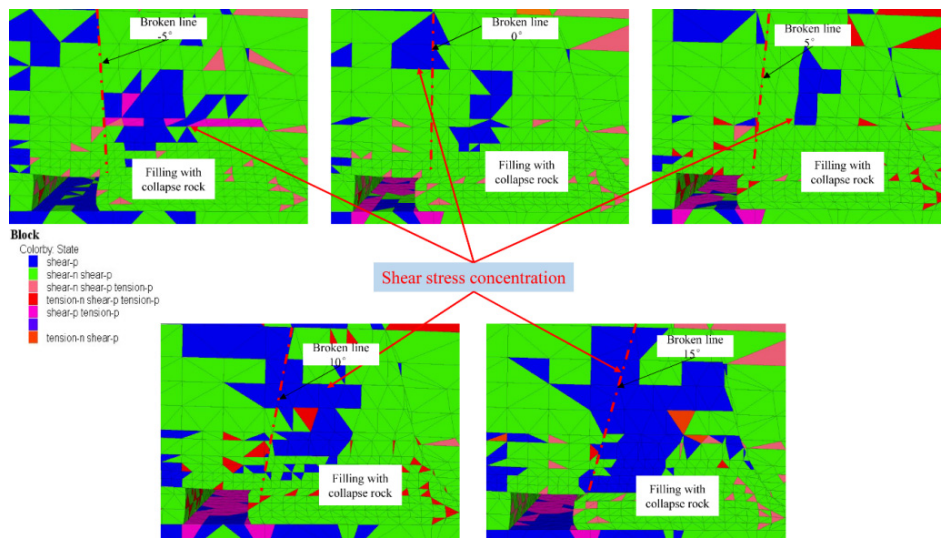 Broken line
-5°
Filling with
collapse rock
Broken line
0°
Filling with
collapse rock
Broken line
5°
Filling with
collapse rock
Block
Colorby: State
shear-p
shear-n shear-p
shear-n shear-p tension-p
tension-n shear-p tension-p
shear-p tension-p
tension-n shear-p
Shear stress concentration
Broken line
10°
Filling with
collapse rock
Broken line
15°
Filling with
collapse rock